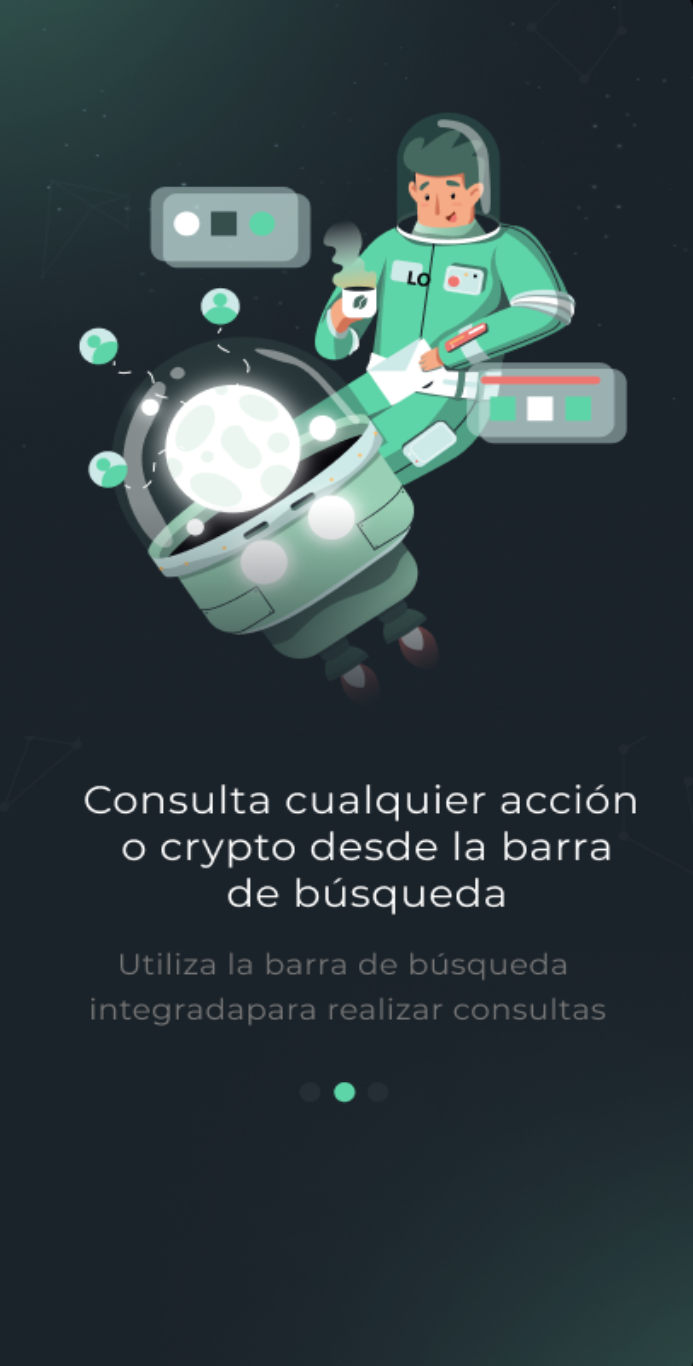 LO
Consulta cualquier acción
o crypto desde la barra
de búsqueda
Utiliza la barra de búsqueda
integradapara realizar consultas